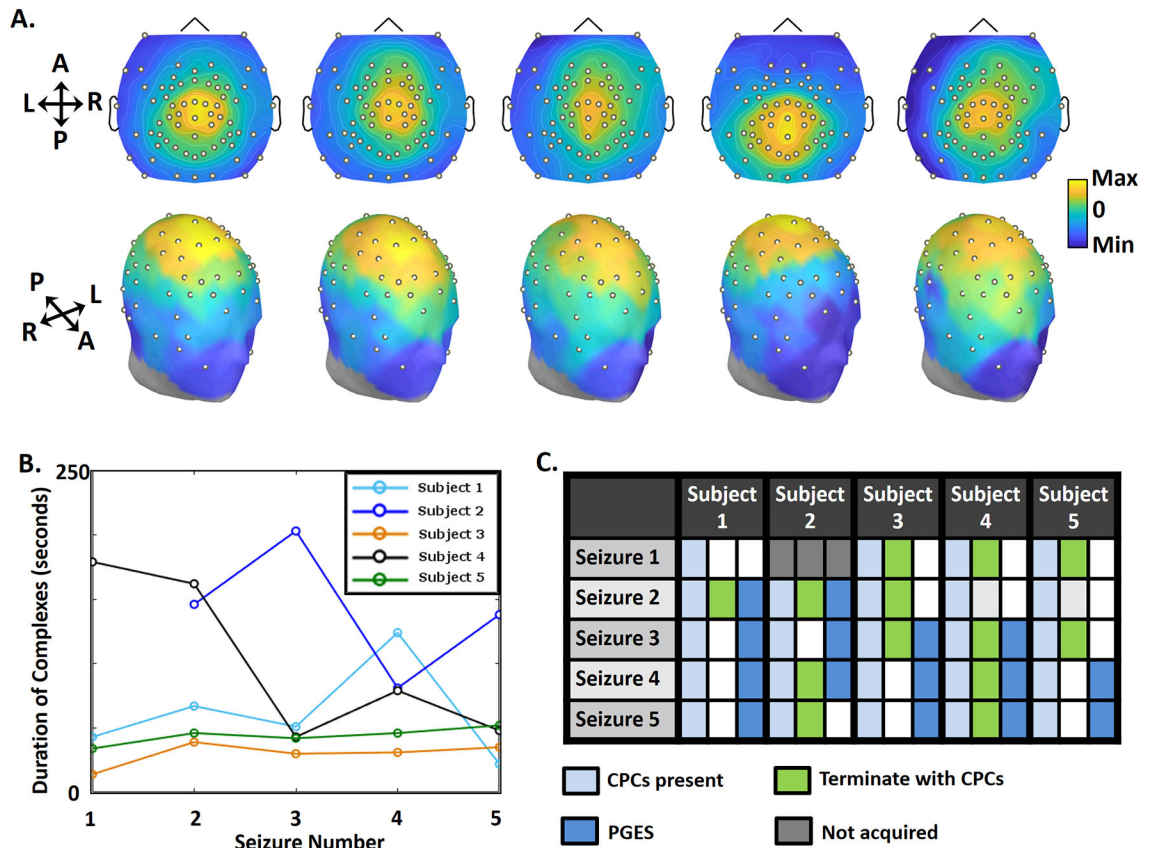 A.
A
L R
P
Max
0
Min
P
L
R
A
B.
250
Duration of Complexes (seconds)
0
1 2 3 4 5
Seizure Number
Subject 1
Subject 2
Subject 3
Subject 4
Subject 5
C.
Subject 1 Subject 2 Subject 3 Subject 4 Subject 5
Seizure 1
Seizure 2
Seizure 3
Seizure 4
Seizure 5
CPCs present
Terminate with CPCs
PGES
Not acquired